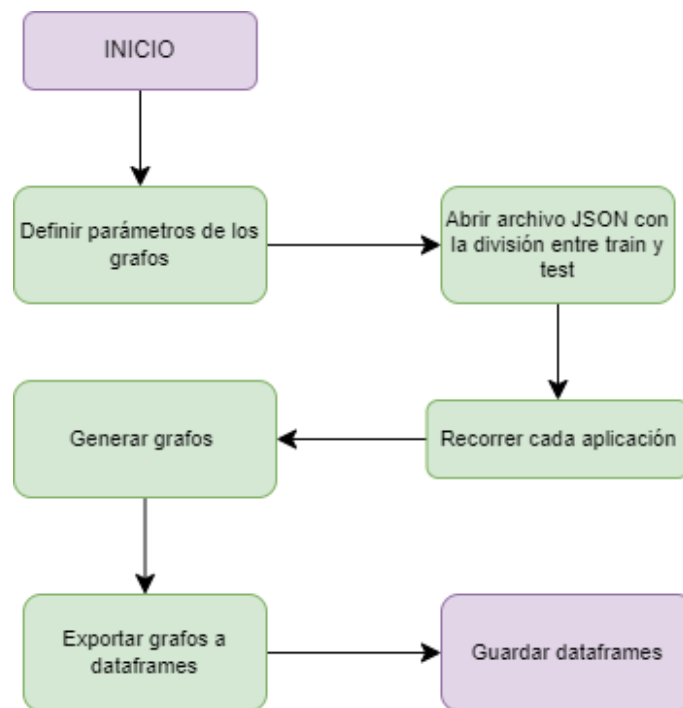 INICIO
Definir parámetros de los
grafos
Abrir archivo JSON con
la división entre train y
test
Recorrer cada aplicación
Generar grafos
Exportar grafos a
dataframes
Guardar dataframes